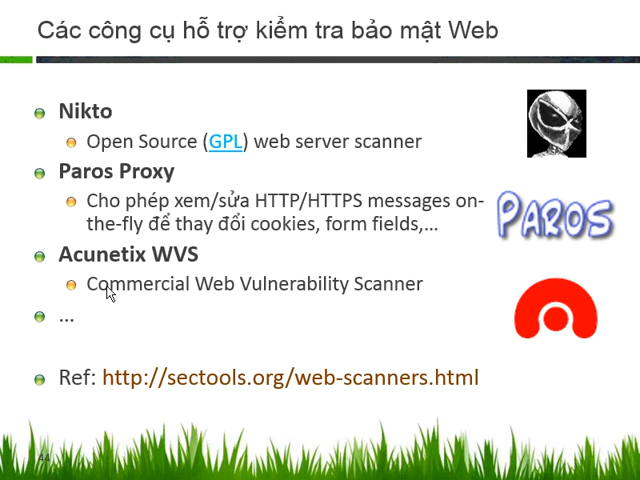 Các công cụ hỗ trợ kiểm tra bảo mật Web
Nikto
Open Source (GPL) web server scanner
Paros Proxy
Cho phép xem/sửa HTTP/HTTPS messages on-
the-fly để thay đổi cookies, form fields,...
PAROS
Acunetix WVS
Commercial Web Vulnerability Scanner
...
Ref: http://sectools.org/web-scanners.html
44